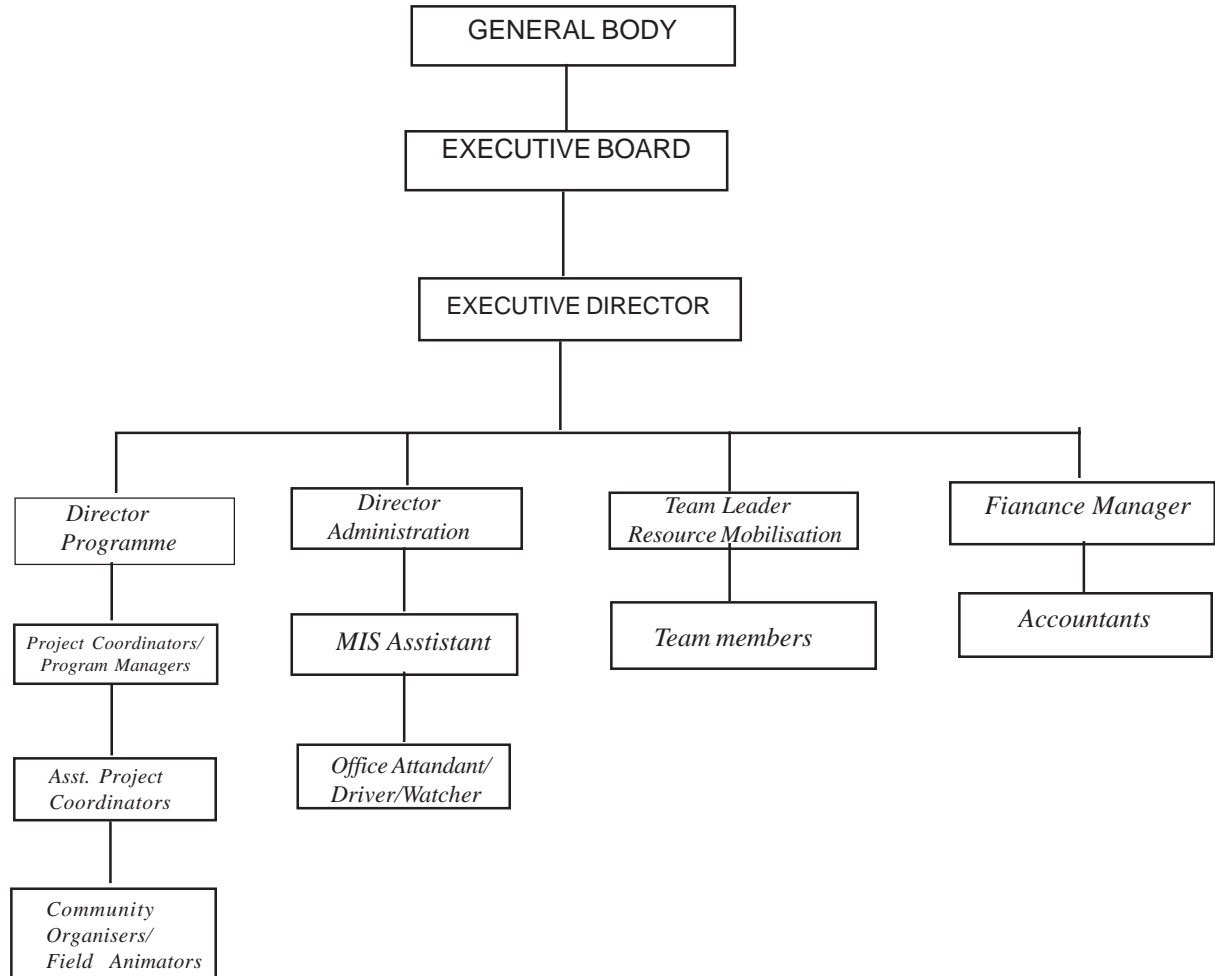 GENERAL BODY
EXECUTIVE BOARD
EXECUTIVE DIRECTOR
Director
Programme
Director
Administration
Team Leader
Resource Mobilisation
Fianance Manager
Project Coordinators/
Program Managers
MIS Asstistant
Team members
Accountants
Asst. Project
Coordinators
Office Attandant/
Driver/Watcher
Community
Organisers/
Field Animators